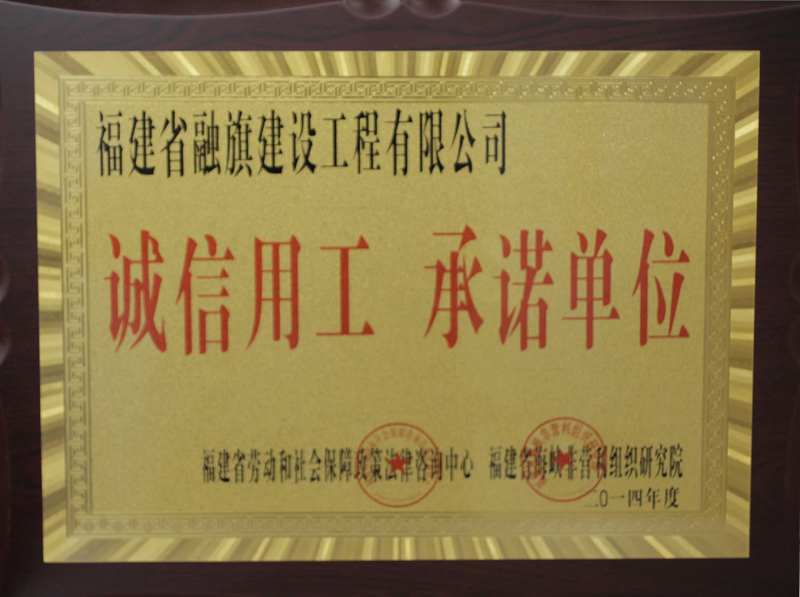 福建省融旗建设工程有限公司
诚信用工 承诺单位
福建省劳动和社会保障政策法律咨询中心 福建省海峡非营利组织研究院
二0一四年度